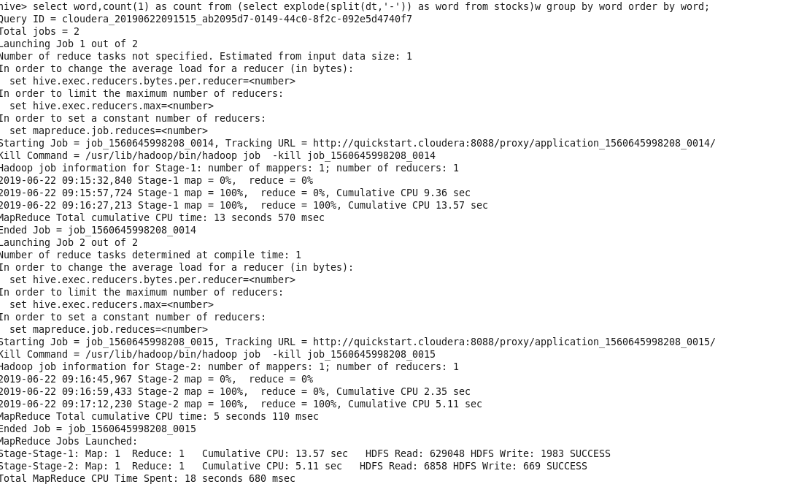 hive> select word,count(1) as count from (select explode(split(dt,'-')) as word from stocks)w group by word order by word;
Query ID = cloudera_20190622091515_ab2095d7-0149-44c0-8f2c-092e5d4740f7
Total jobs = 2
Launching Job 1 out of 2
Number of reduce tasks not specified. Estimated from input data size: 1
In order to change the average load for a reducer (in bytes):
  set hive.exec.reducers.bytes.per.reducer=<number>
In order to limit the maximum number of reducers:
  set hive.exec.reducers.max=<number>
In order to set a constant number of reducers:
  set mapreduce.job.reduces=<number>
Starting Job = job_1560645998208_0014, Tracking URL = http://quickstart.cloudera:8088/proxy/application_1560645998208_0014/
Kill Command = /usr/lib/hadoop/bin/hadoop job  -kill job_1560645998208_0014
Hadoop job information for Stage-1: number of mappers: 1; number of reducers: 1
2019-06-22 09:15:32,840 Stage-1 map = 0%,  reduce = 0%
2019-06-22 09:15:57,724 Stage-1 map = 100%,  reduce = 0%, Cumulative CPU 9.36 sec
2019-06-22 09:16:27,213 Stage-1 map = 100%,  reduce = 100%, Cumulative CPU 13.57 sec
MapReduce Total cumulative CPU time: 13 seconds 570 msec
Ended Job = job_1560645998208_0014
Launching Job 2 out of 2
Number of reduce tasks determined at compile time: 1
In order to change the average load for a reducer (in bytes):
  set hive.exec.reducers.bytes.per.reducer=<number>
In order to limit the maximum number of reducers:
  set hive.exec.reducers.max=<number>
In order to set a constant number of reducers:
  set mapreduce.job.reduces=<number>
Starting Job = job_1560645998208_0015, Tracking URL = http://quickstart.cloudera:8088/proxy/application_1560645998208_0015/
Kill Command = /usr/lib/hadoop/bin/hadoop job  -kill job_1560645998208_0015
Hadoop job information for Stage-2: number of mappers: 1; number of reducers: 1
2019-06-22 09:16:45,967 Stage-2 map = 0%,  reduce = 0%
2019-06-22 09:16:59,433 Stage-2 map = 100%,  reduce = 0%, Cumulative CPU 2.35 sec
2019-06-22 09:17:12,230 Stage-2 map = 100%,  reduce = 100%, Cumulative CPU 5.11 sec
MapReduce Total cumulative CPU time: 5 seconds 110 msec
Ended Job = job_1560645998208_0015
MapReduce Jobs Launched:
Stage-Stage-1: Map: 1  Reduce: 1   Cumulative CPU: 13.57 sec   HDFS Read: 629048 HDFS Write: 1983 SUCCESS
Stage-Stage-2: Map: 1  Reduce: 1   Cumulative CPU: 5.11 sec   HDFS Read: 6858 HDFS Write: 669 SUCCESS
Total MapReduce CPU Time Spent: 18 seconds 680 msec